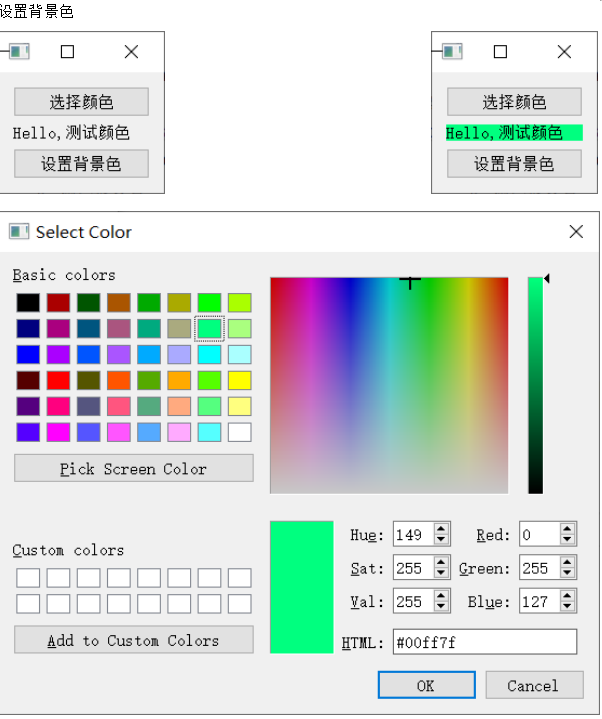 设置背景色
选择颜色
Hello,测试颜色
设置背景色
选择颜色
Hello,测试颜色
设置背景色
Select Color
Basic colors
Pick Screen Color
Custom colors
Add to Custom Colors
Hue: 149 Red: 0
Sat: 255 Green: 255
Val: 255 Blue: 127
HTML: #00ff7f
OK Cancel